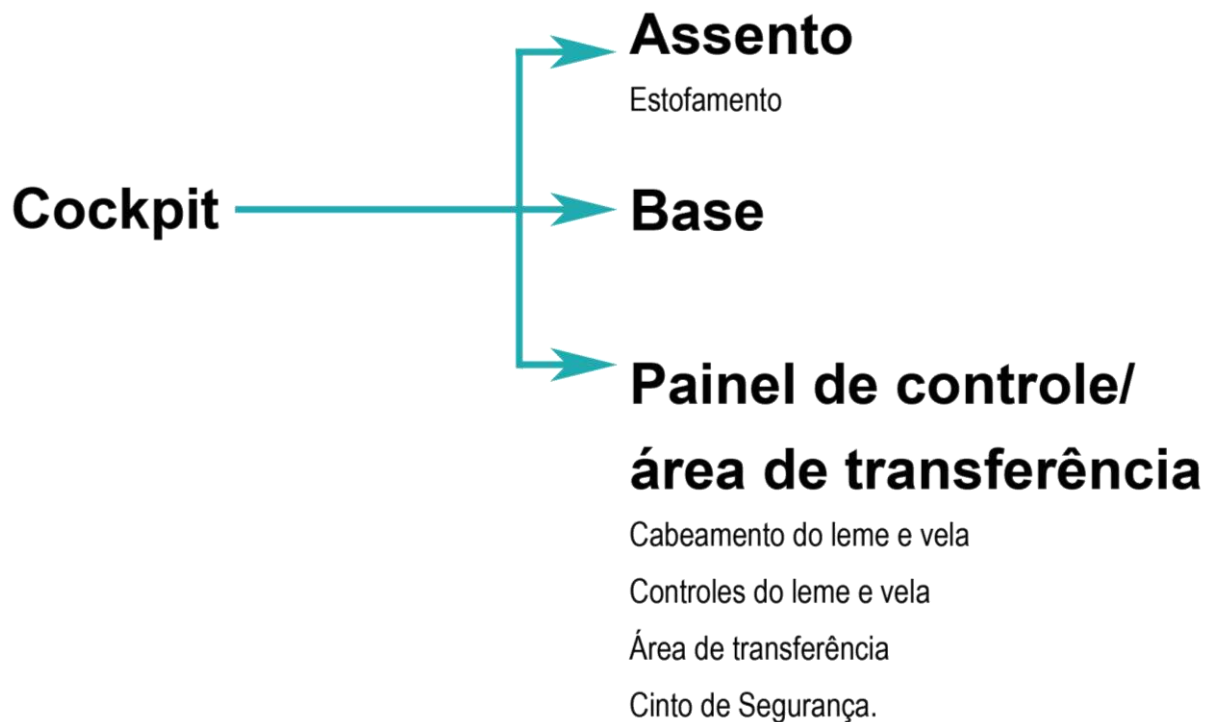 Assento
Estofamento
Cockpit
Base
Painel de controle/
área de transferência
Cabeamento do leme e vela
Controles do leme e vela
Área de transferência
Cinto de Segurança.